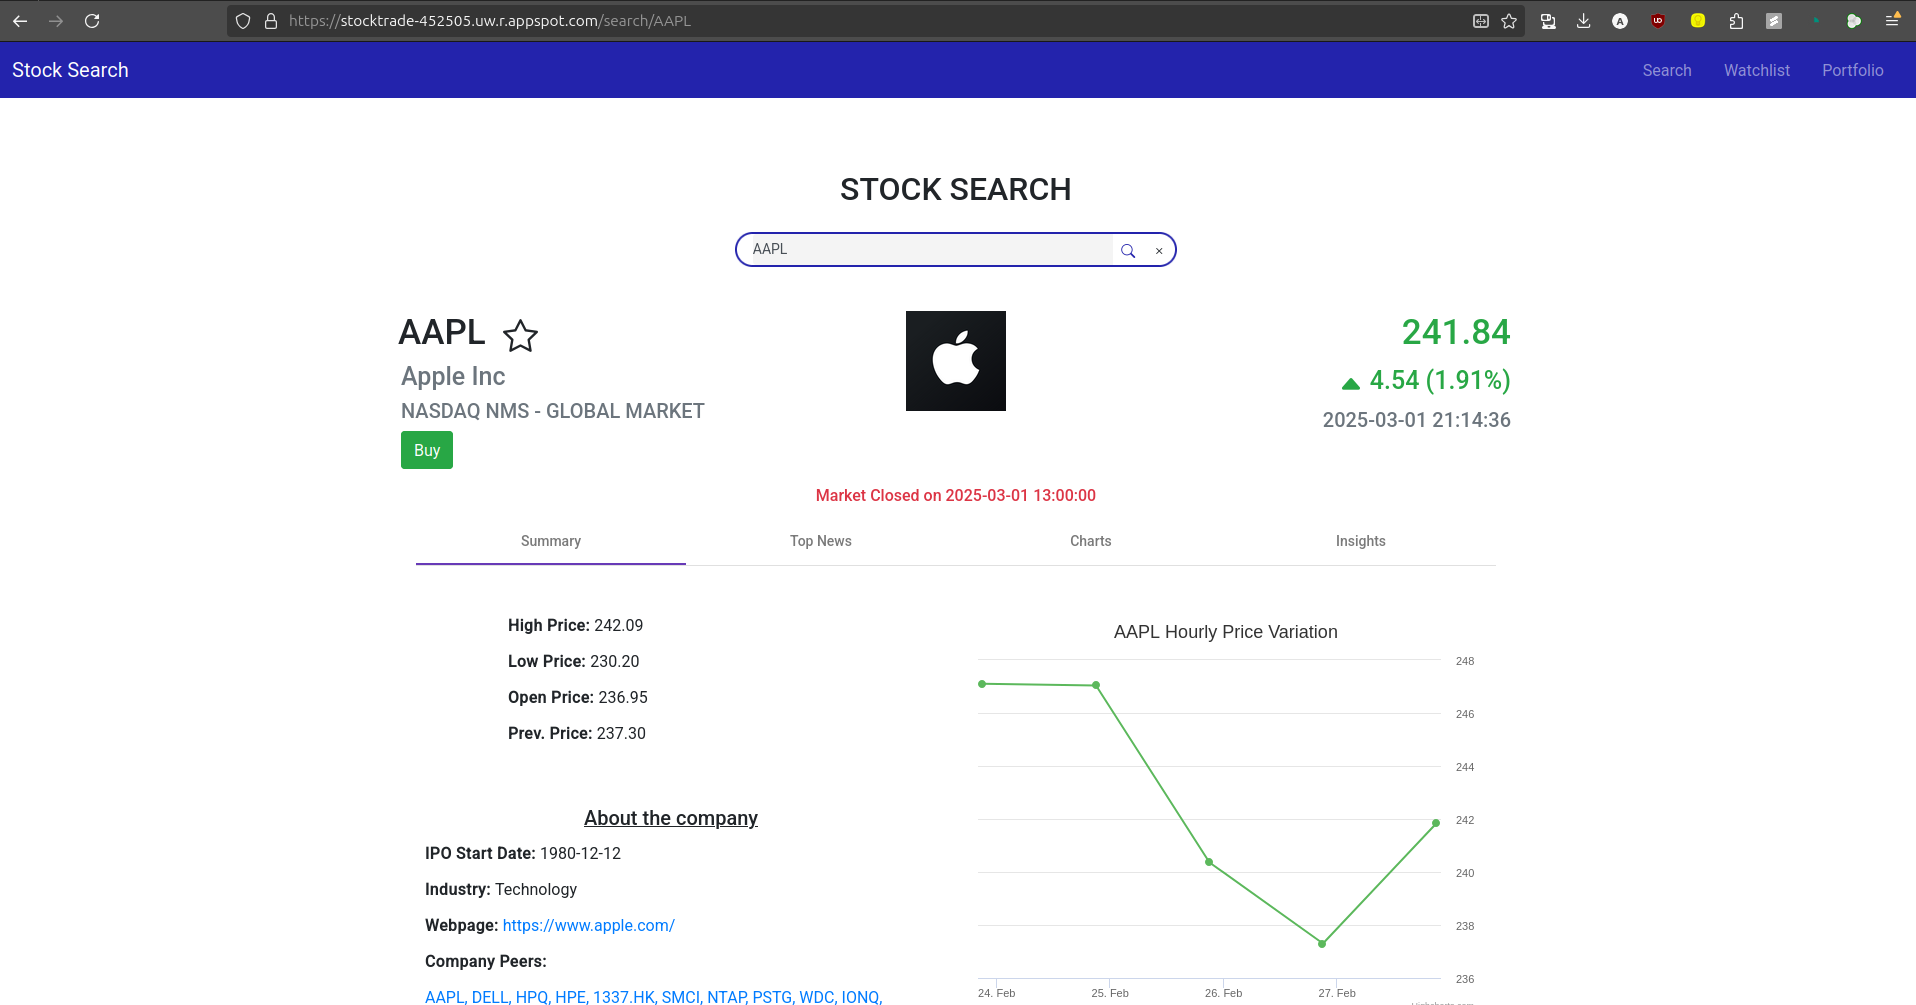 https://stocktrade-452505.uw.r.appspot.com/search/AAPL
Stock Search
Search
Watchlist
Portfolio
STOCK SEARCH
AAPL
×
AAPL
Apple Inc
NASDAQ NMS - GLOBAL MARKET
Buy
241.84
4.54 (1.91%)
2025-03-01 21:14:36
Market Closed on 2025-03-01 13:00:00
Summary
Top News
Charts
Insights
High Price: 242.09
Low Price: 230.20
Open Price: 236.95
Prev. Price: 237.30
About the company
IPO Start Date: 1980-12-12
Industry: Technology
Webpage: https://www.apple.com/
Company Peers:
AAPL, DELL, HPQ, HPE, 1337.HK, SMCI, NTAP, PSTG, WDC, IONQ,
AAPL Hourly Price Variation
248
246
244
242
240
238
236
24. Feb
25. Feb
26. Feb
27. Feb